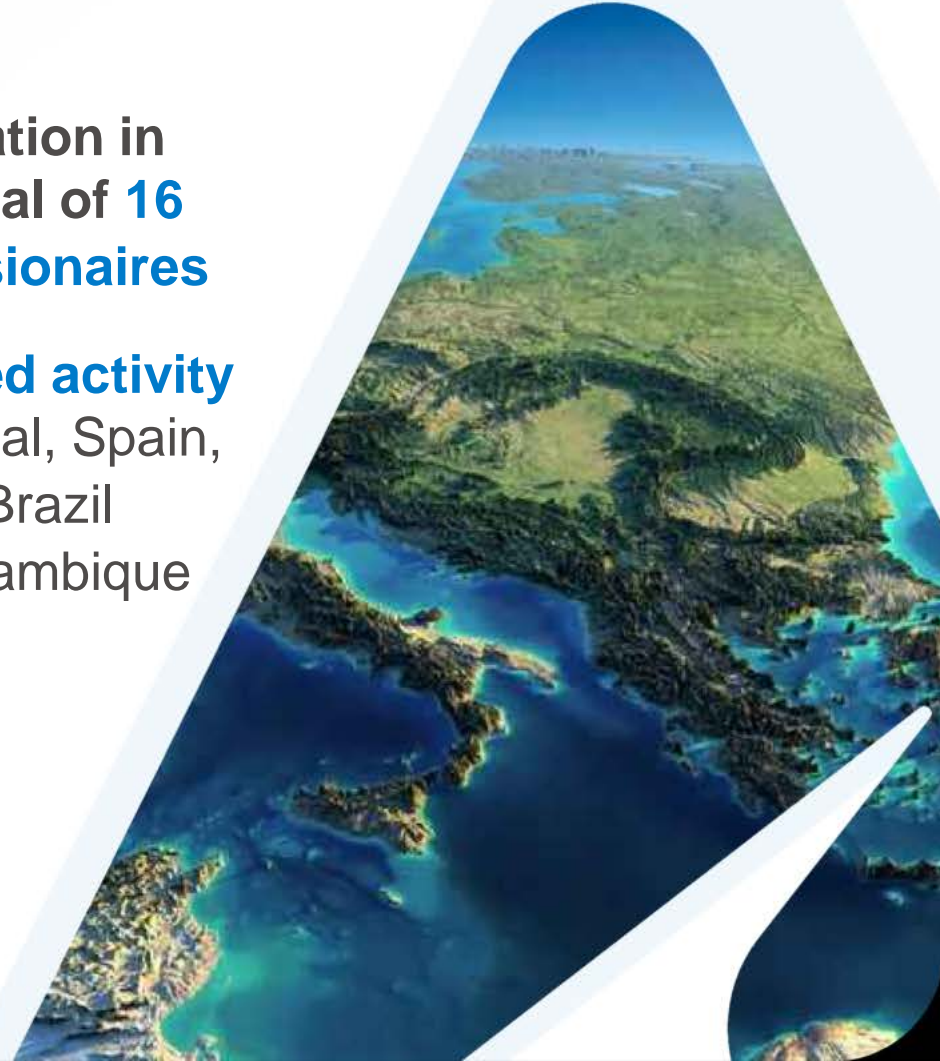 ation in
al of 16
sionaires
ed activity
al, Spain,
Brazil
ambique